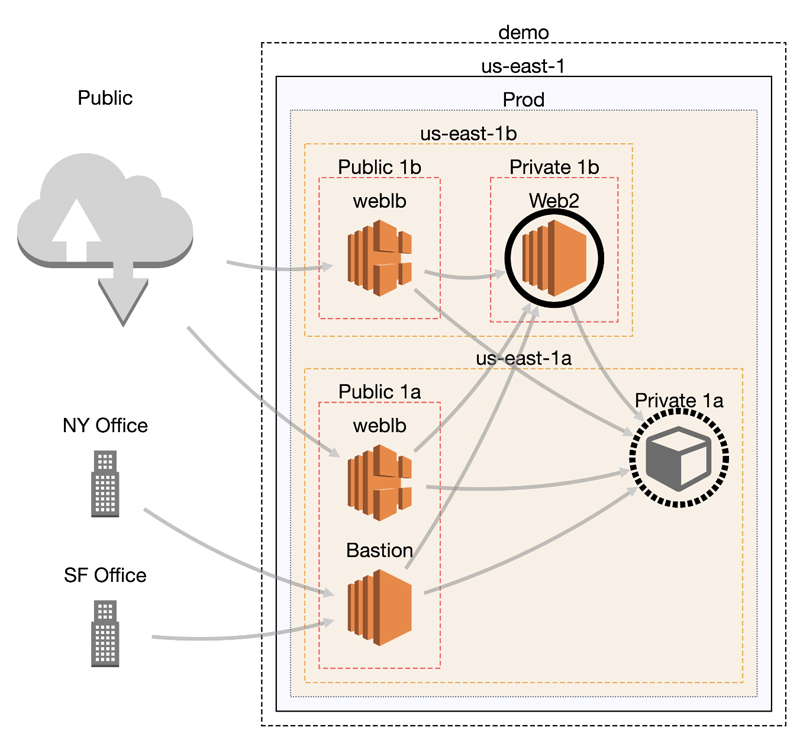 demo
us-east-1
Public
Prod
us-east-1b
Public 1b
Private 1b
weblb
Web2
us-east-1a
Public 1a
Private 1a
weblb
NY Office
Bastion
SF Office